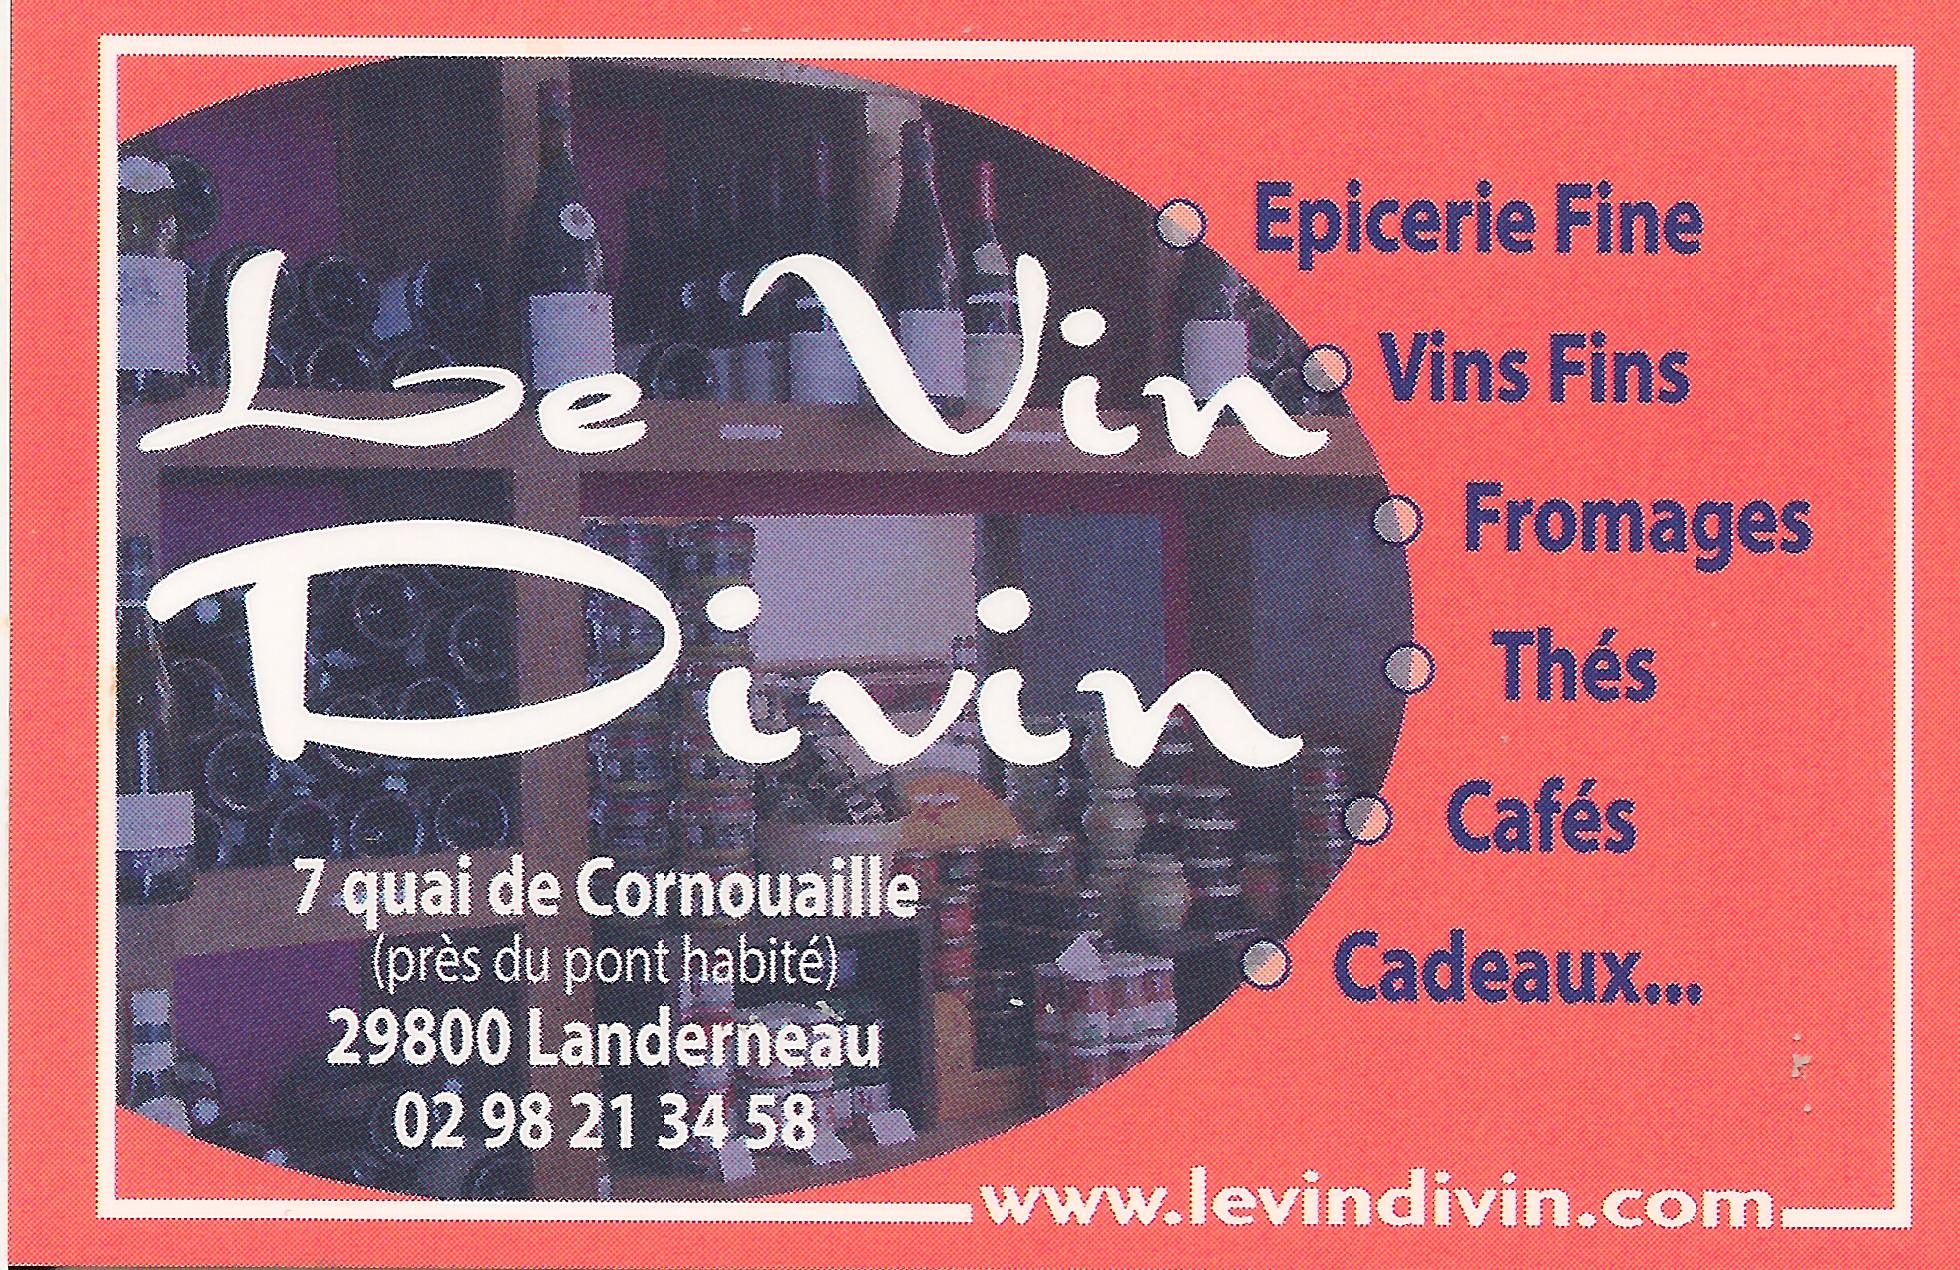 Le Vin
Divin
7 quai de Cornouaille
(près du pont habité)
29800 Landerneau
02 98 21 34 58
Epicerie Fine
Vins Fins
Fromages
Thés
Cafés
Cadeaux...
www.levindivin.com